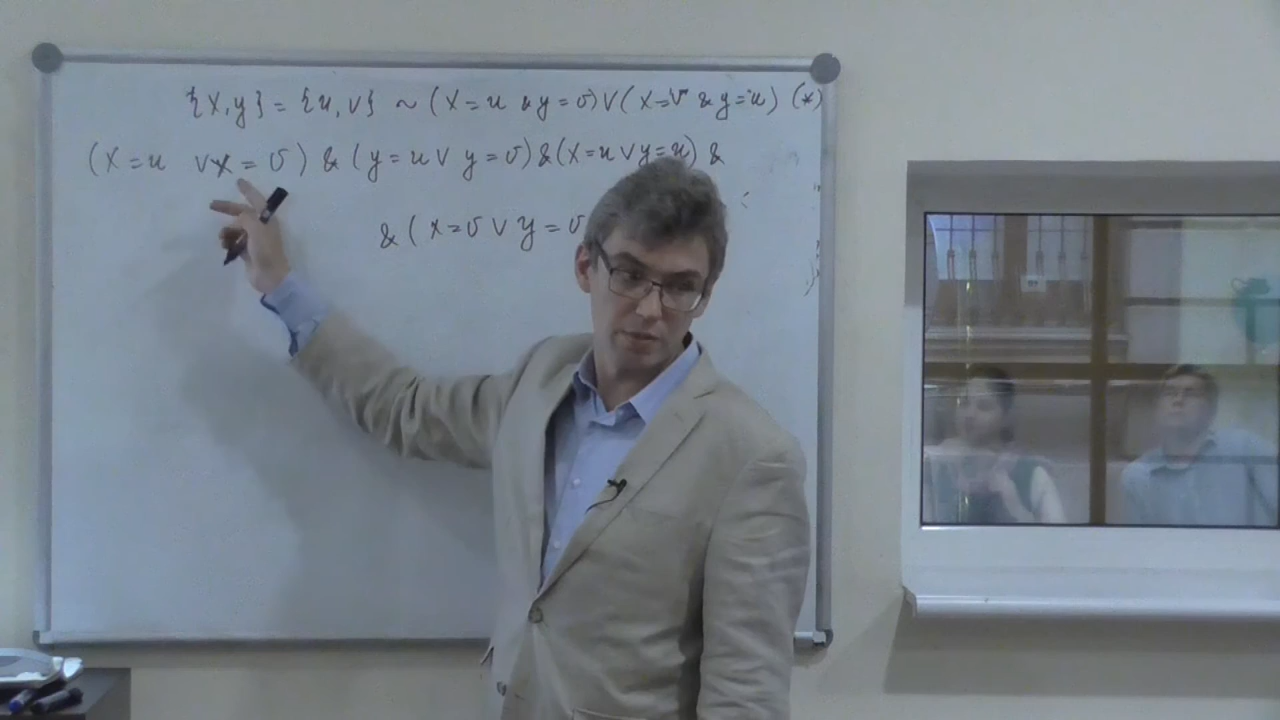 {x,y} = {u,v} ~ (x=u & y=v) ∨ (x=v & y=u) (*)
(x=u ∨ x=v) & (y=u ∨ y=v) & (x=u ∨ y=u) &
& (x=v ∨ y=v